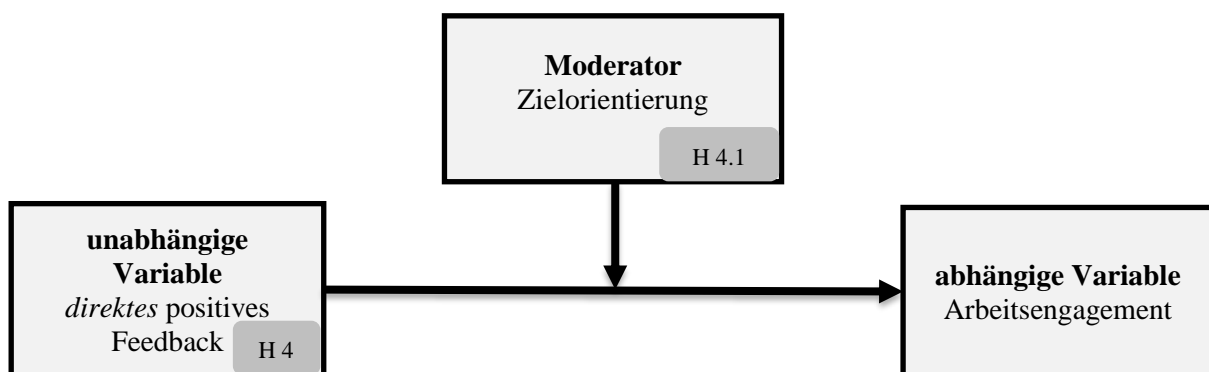 Moderator
Zielorientierung
H 4.1
unabhängige
Variable
direktes positives
Feedback
H 4
abhängige Variable
Arbeitsengagement